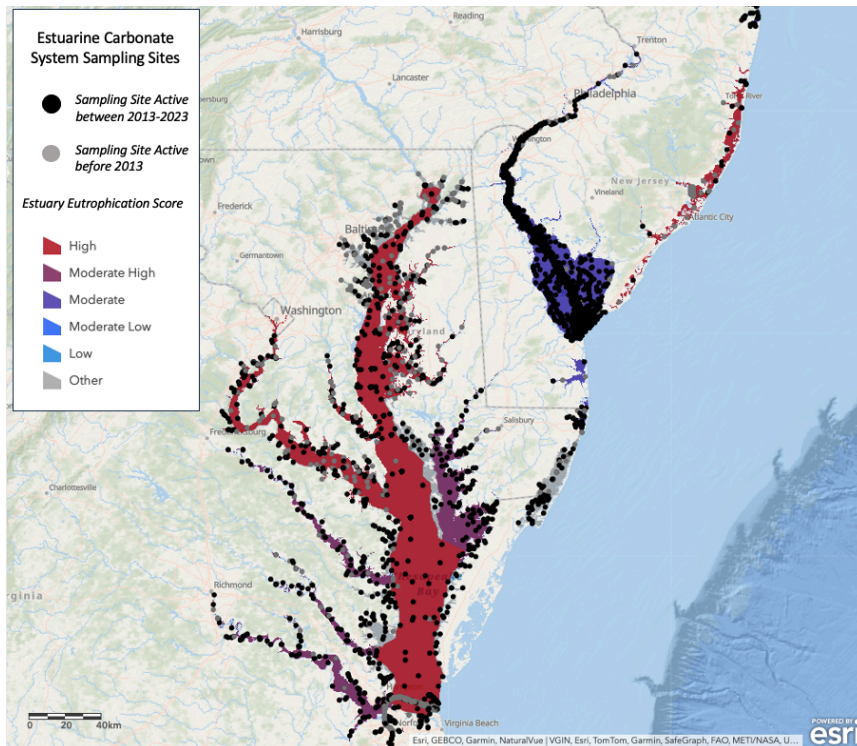 Estuarine Carbonate
System Sampling Sites
Sampling Site Active
between 2013-2023
Sampling Site Active
before 2013
Estuary Eutrophication Score
High
Moderate High
Moderate
Moderate Low
Low
Other
Reading
Harrisburg
Trenton
Lancaster
Philadelphia
New Jersey
Vineland
Atlantic City
Frederick
Germantown
Washington
Salisbury
Charlottesville
Richmond
Bay
Virginia Beach
0 20 40km
POWERED BY
esri
Esri, GEBCO, Garmin, NaturalVue | VGIN, Esri, TomTom, Garmin, SafeGraph, FAO, METI/NASA, U...